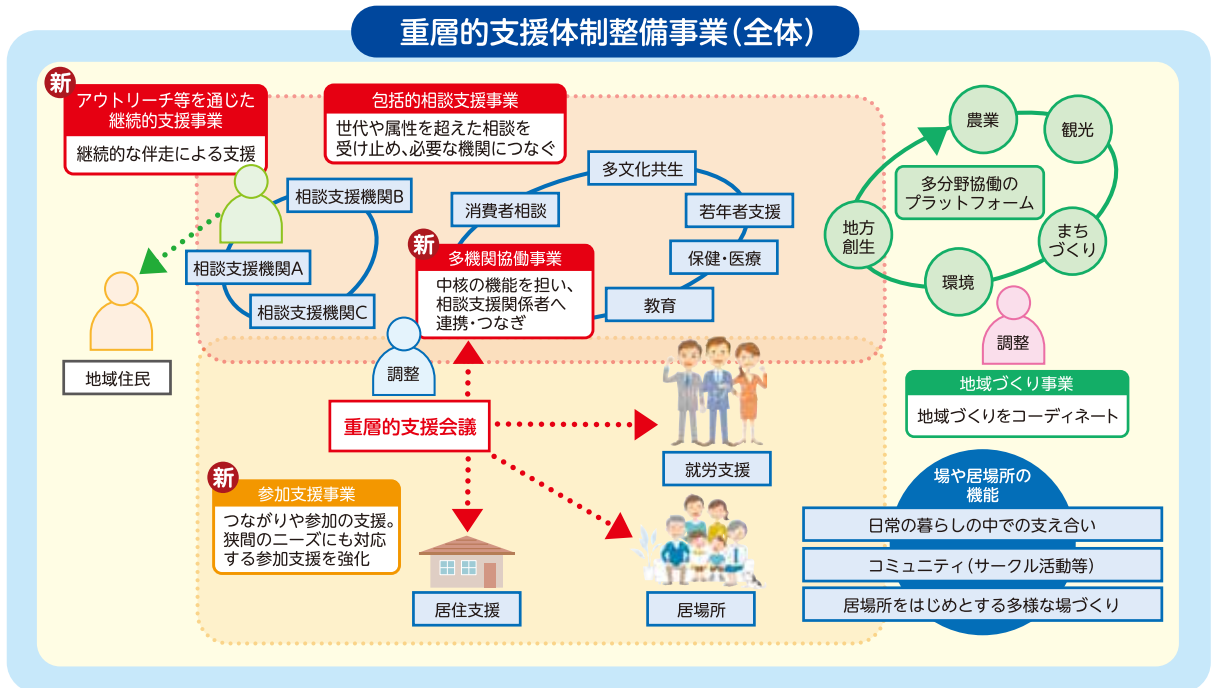 重層的支援体制整備事業（全体）
新
アウトリーチ等を通じた
継続的支援事業
継続的な伴走による支援
包括的相談支援事業
世代や属性を超えた相談を
受け止め、必要な機関につなぐ
相談支援機関B
相談支援機関A
相談支援機関C
地域住民
消費者相談
多文化共生
若年者支援
保健・医療
教育
新
多機関協働事業
中核の機能を担い、
相談支援関係者へ
連携・つなぎ
調整
重層的支援会議
就労支援
居住支援
居場所
新
参加支援事業
つながりや参加の支援。
狭間のニーズにも対応
する参加支援を強化
農業
観光
まち
づくり
環境
地方
創生
多分野協働の
プラットフォーム
調整
地域づくり事業
地域づくりをコーディネート
場や居場所の
機能
日常の暮らしの中での支え合い
コミュニティ（サークル活動等）
居場所をはじめとする多様な場づくり